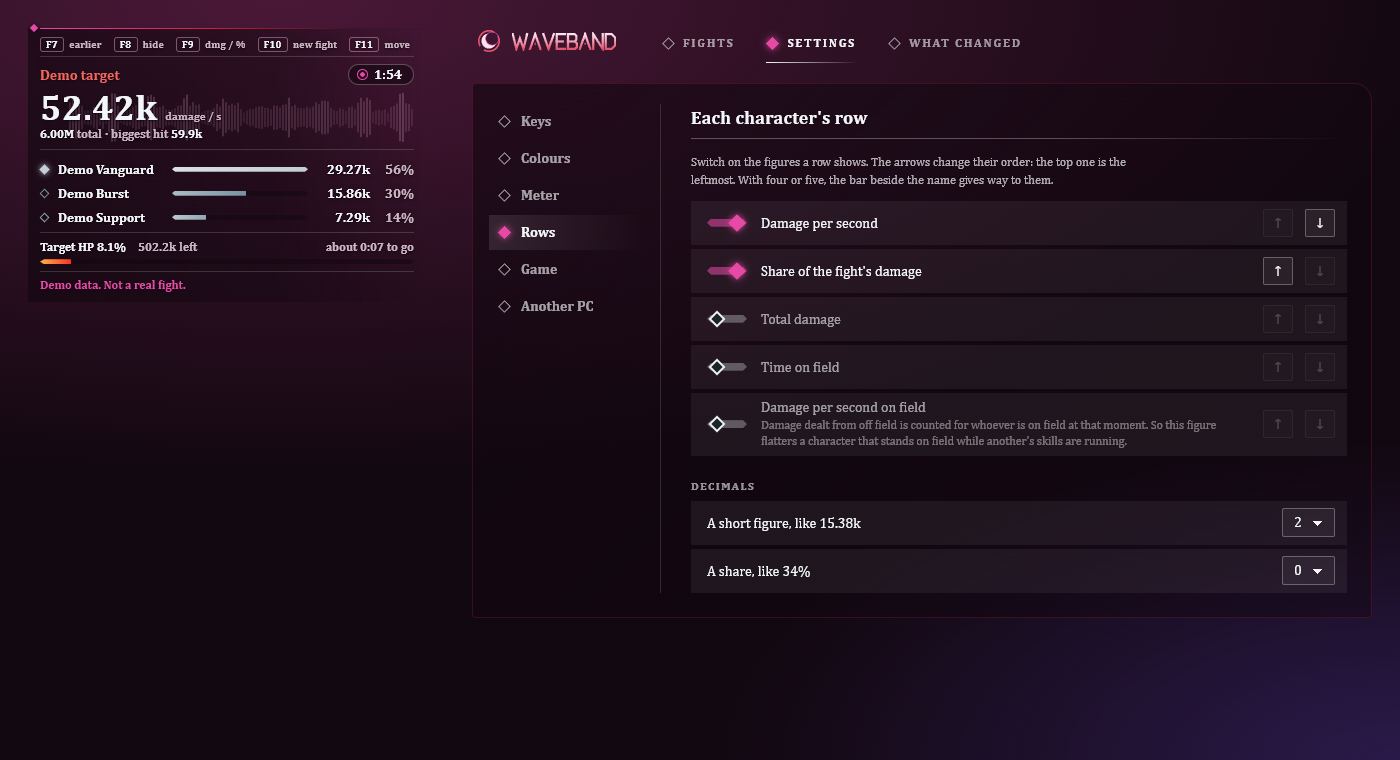 F7 earlier F8 hide F9 dmg / % F10 new fight F11 move
Demo target 1:54
52.42k damage / s
6.00M total · biggest hit 59.9k
Demo Vanguard 29.27k 56%
Demo Burst 15.86k 30%
Demo Support 7.29k 14%
Target HP 8.1% 502.2k left about 0:07 to go
Demo data. Not a real fight.
WAVEBAND FIGHTS SETTINGS WHAT CHANGED
Keys
Colours
Meter
Rows
Game
Another PC
Each character's row
Switch on the figures a row shows. The arrows change their order: the top one is the
leftmost. With four or five, the bar beside the name gives way to them.
Damage per second ↑ ↓
Share of the fight's damage ↑ ↓
Total damage ↑ ↓
Time on field ↑ ↓
Damage per second on field ↑ ↓
Damage dealt from off field is counted for whoever is on field at that moment. So this figure
flatters a character that stands on field while another's skills are running.
DECIMALS
A short figure, like 15.38k 2
A share, like 34% 0